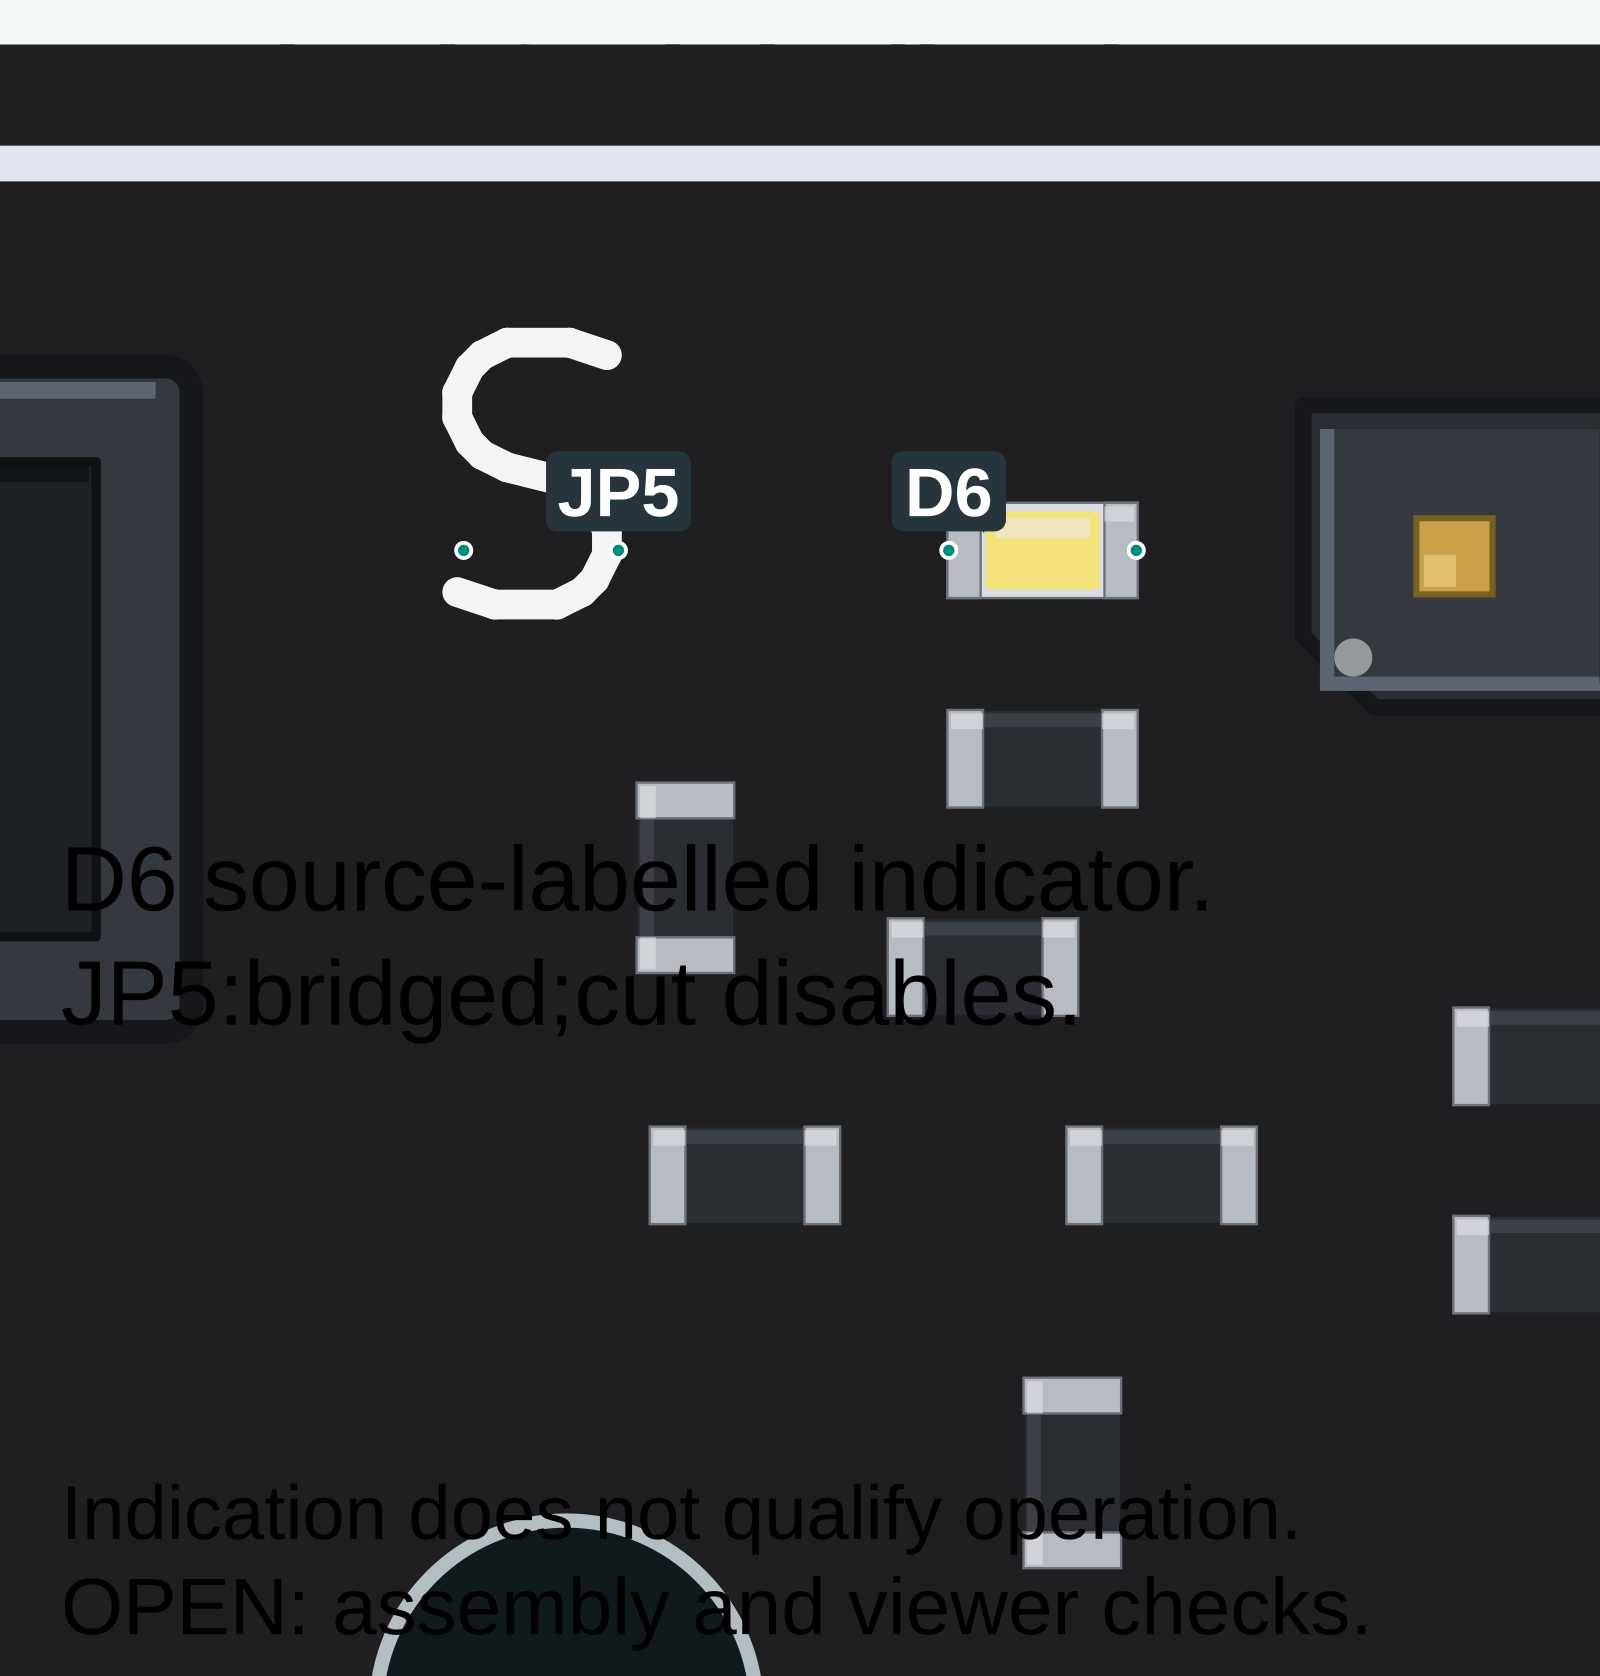 S
JP5 D6
D6 source-labelled indicator.
JP5:bridged;cut disables.
Indication does not qualify operation.
OPEN: assembly and viewer checks.